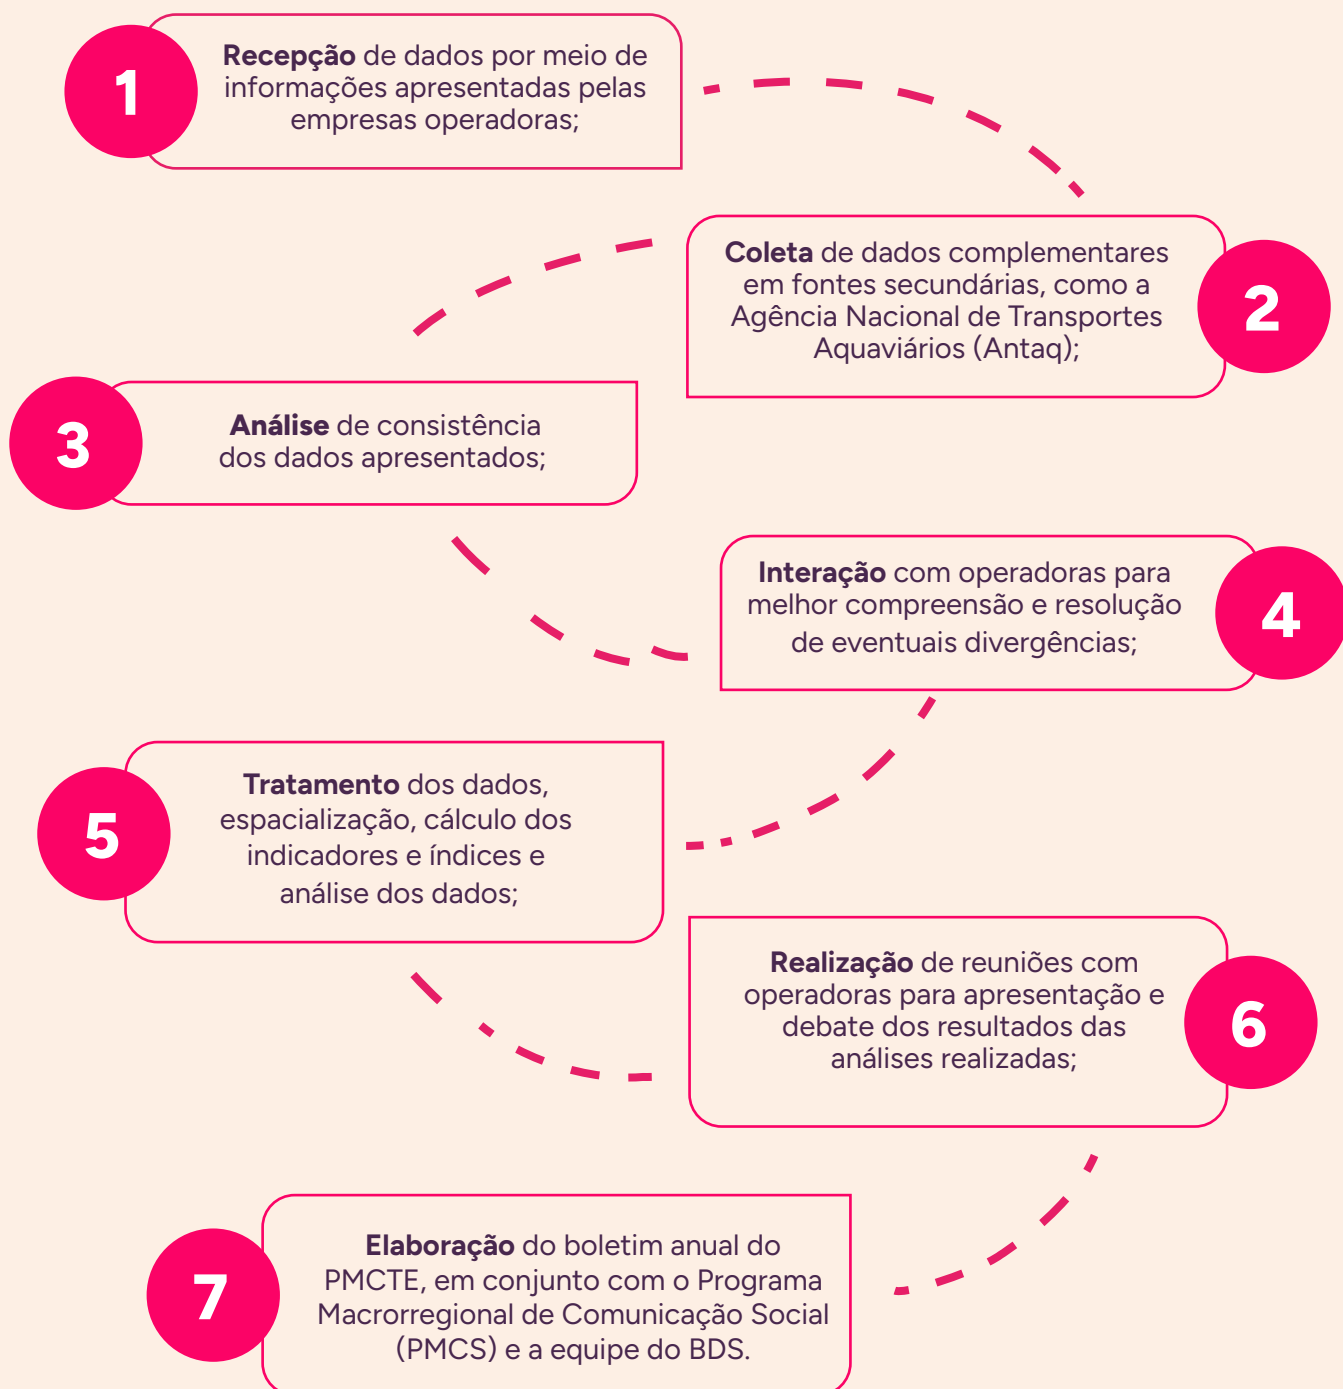 1
Recepção de dados por meio de
informações apresentadas pelas
empresas operadoras;
Coleta de dados complementares
em fontes secundárias, como a
Agência Nacional de Transportes
Aquaviários (Antaq);
2
3
Análise de consistência
dos dados apresentados;
Interação com operadoras para
melhor compreensão e resolução
de eventuais divergências;
4
5
Tratamento dos dados,
espacialização, cálculo dos
indicadores e índices e
análise dos dados;
Realização de reuniões com
operadoras para apresentação e
debate dos resultados das
análises realizadas;
6
7
Elaboração do boletim anual do
PMCTE, em conjunto com o Programa
Macrorregional de Comunicação Social
(PMCS) e a equipe do BDS.